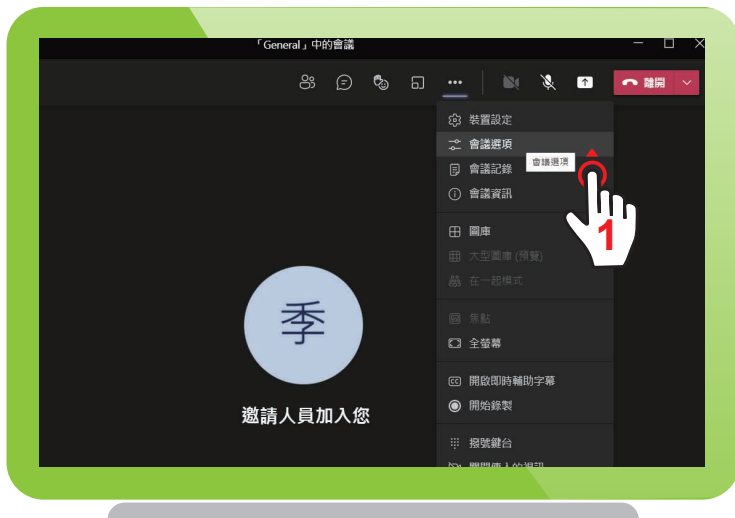 「General」中的會議
離開
裝置設定
會議選項
會議記錄
會議選項
會議資訊
1
圖庫
大型圖庫 (預覽)
在一起模式
季
焦點
全螢幕
CC 開啟即時輔助字幕
邀請人員加入您
開始錄製
撥號鍵台